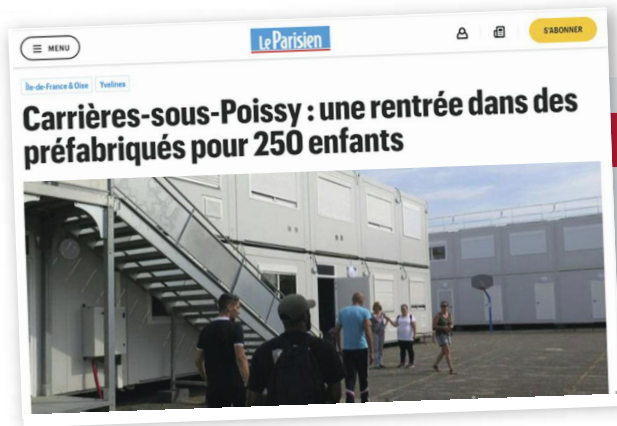 MENU
Le Parisien
S'ABONNER
Île-de-France & Oise
Yvelines
Carrières-sous-Poissy : une rentrée dans des
préfabriqués pour 250 enfants